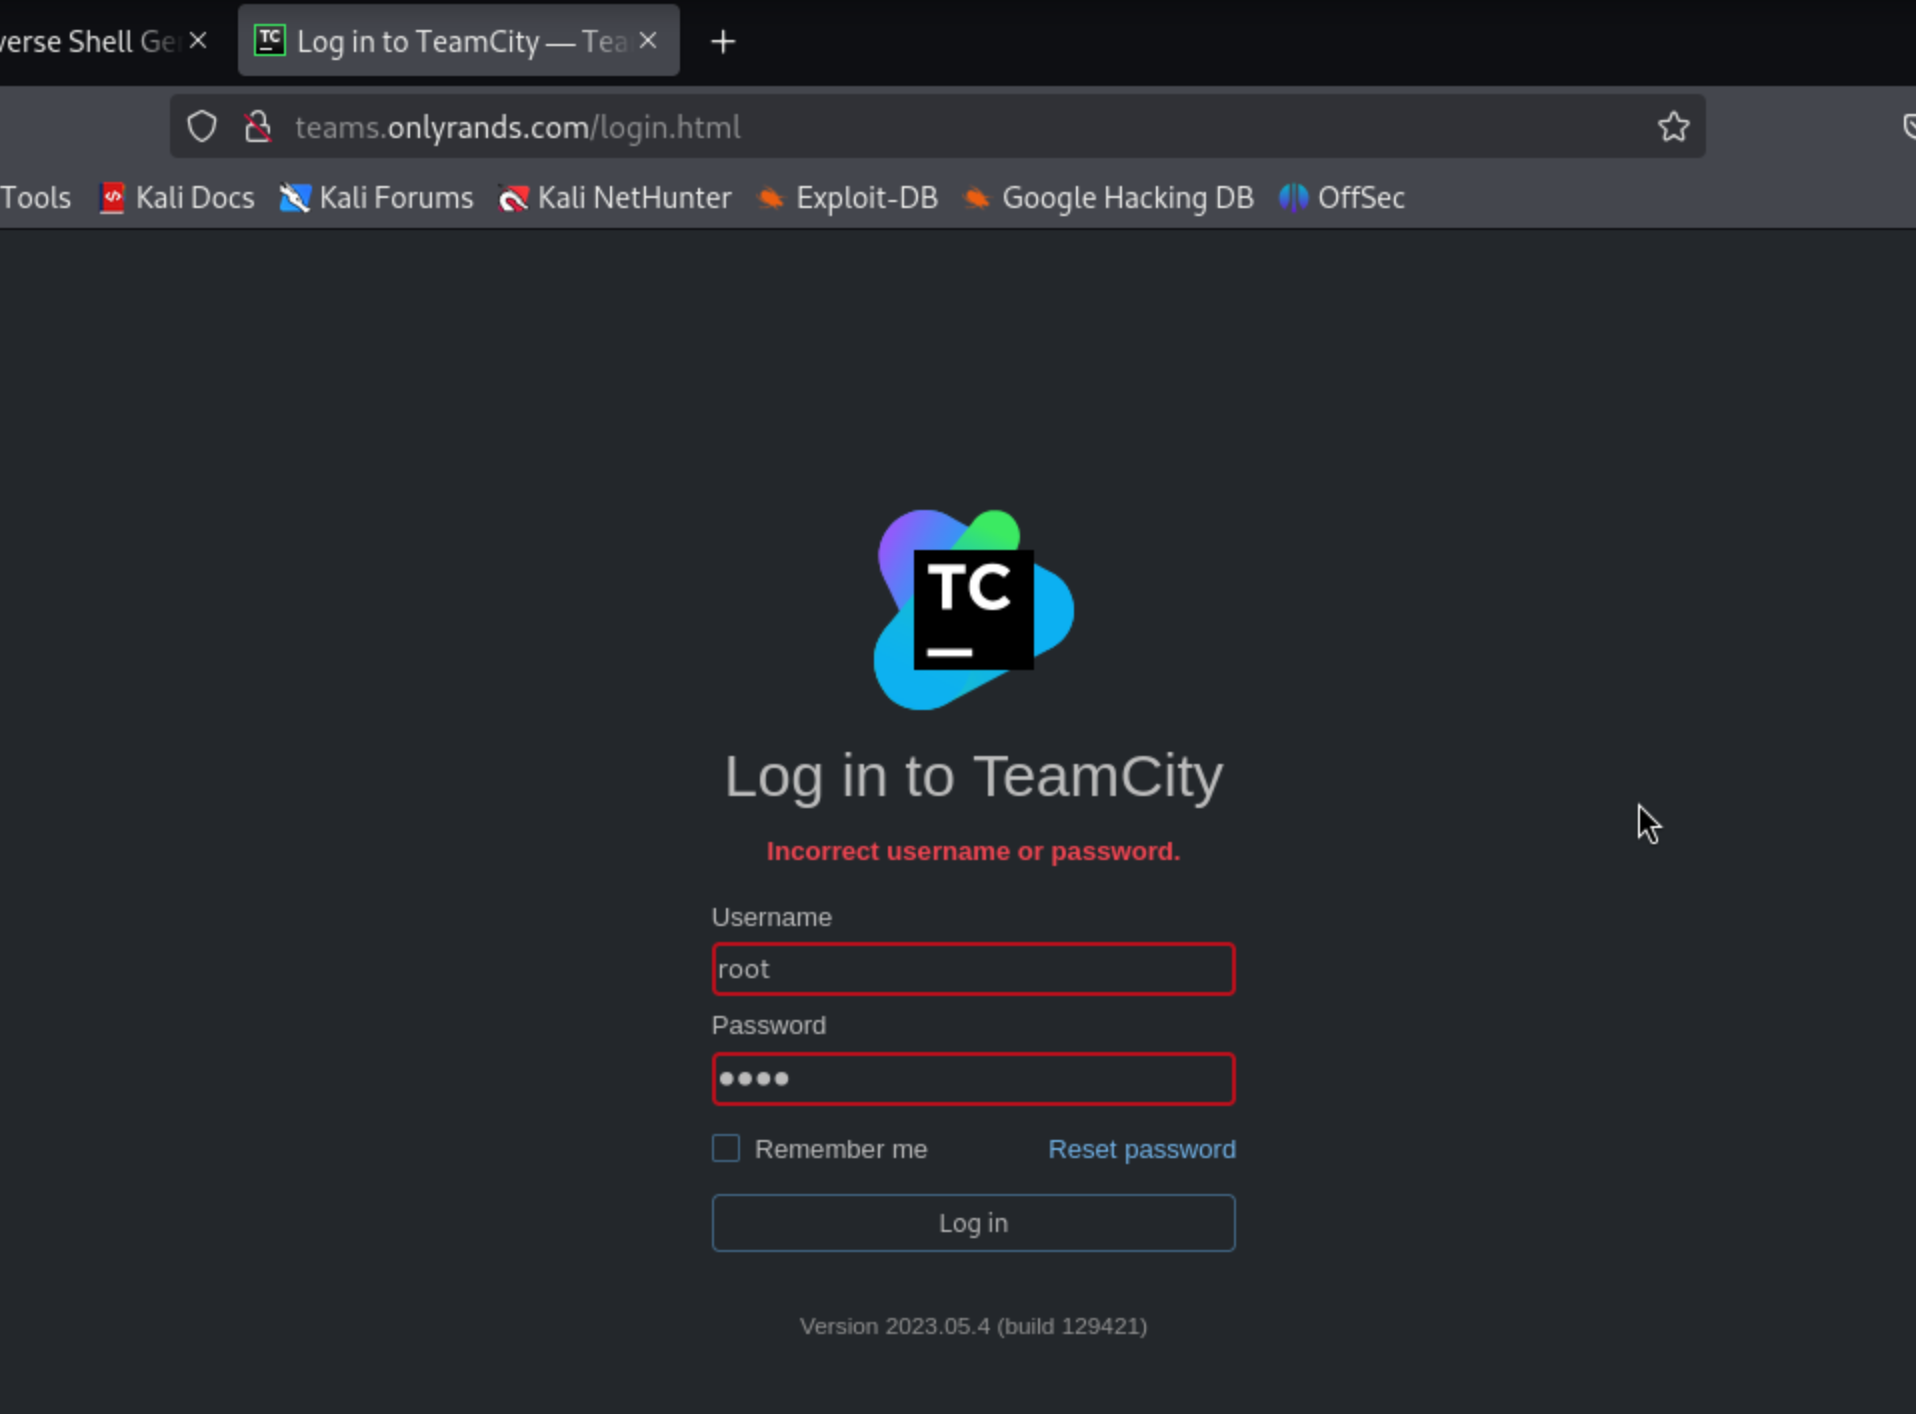 verse Shell Ge
TC Log in to TeamCity — Tea
teams.onlyrands.com/login.html
Tools Kali Docs Kali Forums Kali NetHunter Exploit-DB Google Hacking DB OffSec
TC
Log in to TeamCity
Incorrect username or password.
Username
root
Password
Remember me Reset password
Log in
Version 2023.05.4 (build 129421)